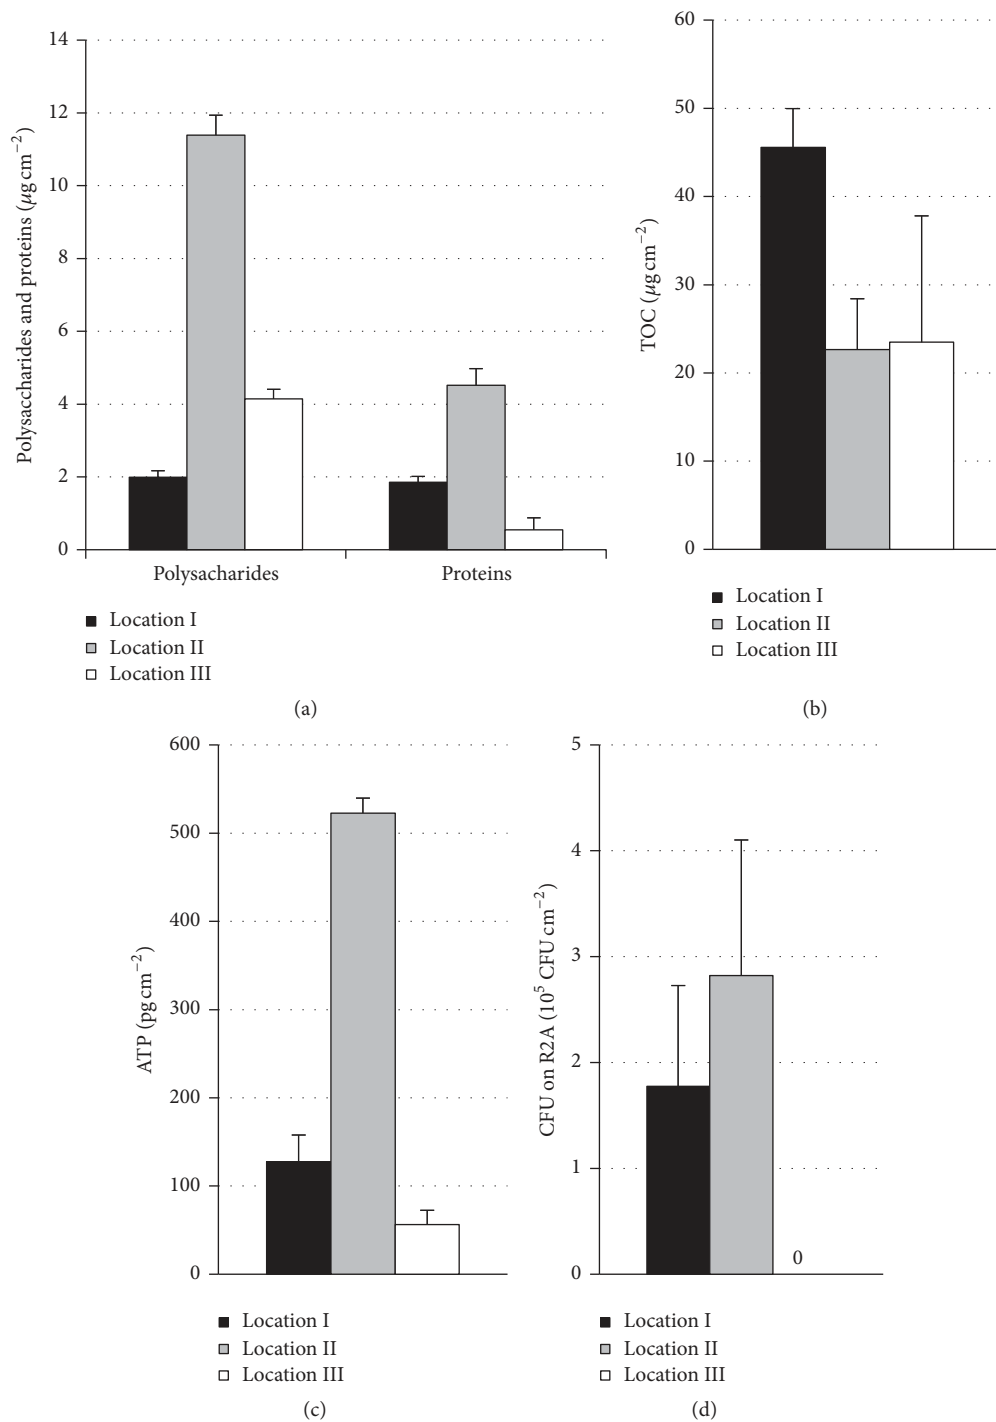 14
12
10
8
6
4
2
0
Polysaccharides and proteins (μg cm−2)
Polysacharides
Proteins
Location I
Location II
Location III
(a)
60
50
40
30
20
10
0
TOC (μg cm−2)
Location I
Location II
Location III
(b)
600
500
400
300
200
100
0
ATP (pg cm−2)
Location I
Location II
Location III
(c)
5
4
3
2
1
0
CFU on R2A (10⁵ CFU cm−2)
0
Location I
Location II
Location III
(d)